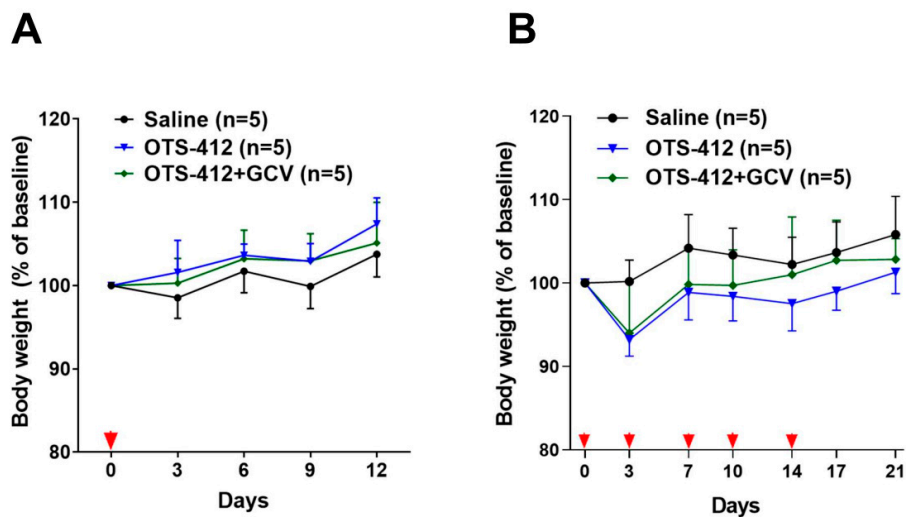 A
Body weight (% of baseline)
120
110
100
90
80
Saline (n=5)
OTS-412 (n=5)
OTS-412+GCV (n=5)
0 3 6 9 12
Days
B
Body weight (% of baseline)
120
110
100
90
80
Saline (n=5)
OTS-412 (n=5)
OTS-412+GCV (n=5)
0 3 7 10 14 17 21
Days